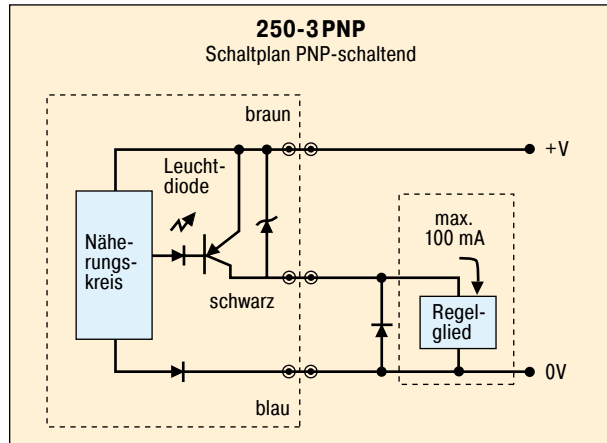 250-3 PNP
Schaltplan PNP-schaltend
braun
+V
Leucht-
diode
max.
100 mA
Nähe-
rungs-
kreis
schwarz
Regel-
glied
0V
blau